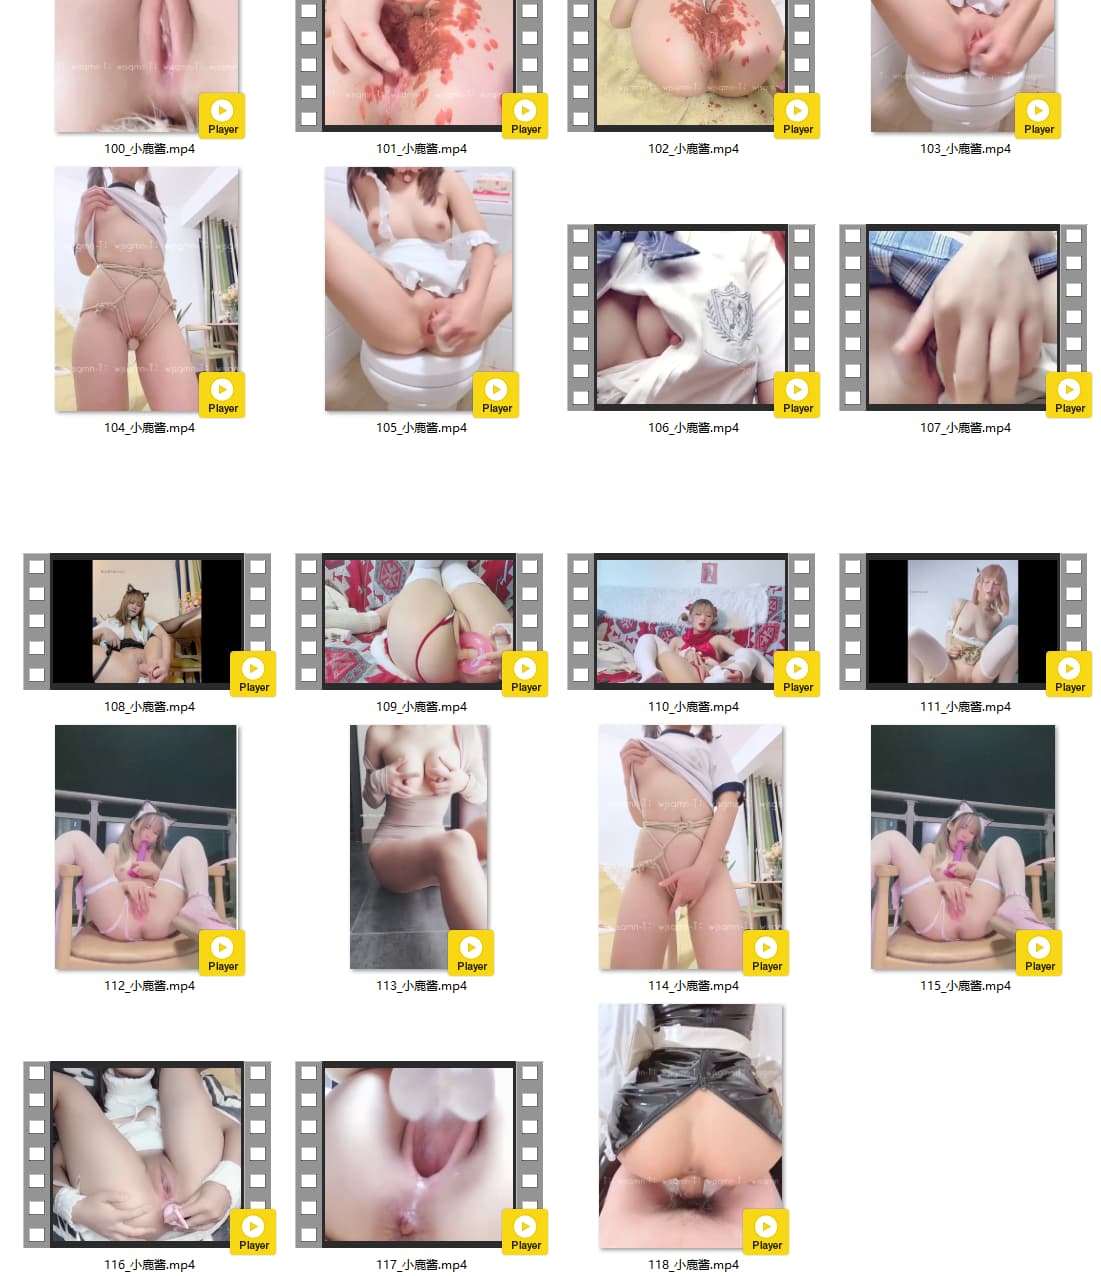 Player Player Player Player
100_小鹿酱.mp4 101_小鹿酱.mp4 102_小鹿酱.mp4 103_小鹿酱.mp4
Player Player Player Player
104_小鹿酱.mp4 105_小鹿酱.mp4 106_小鹿酱.mp4 107_小鹿酱.mp4
Player Player Player Player
108_小鹿酱.mp4 109_小鹿酱.mp4 110_小鹿酱.mp4 111_小鹿酱.mp4
Player Player Player Player
112_小鹿酱.mp4 113_小鹿酱.mp4 114_小鹿酱.mp4 115_小鹿酱.mp4
Player Player Player
116_小鹿酱.mp4 117_小鹿酱.mp4 118_小鹿酱.mp4